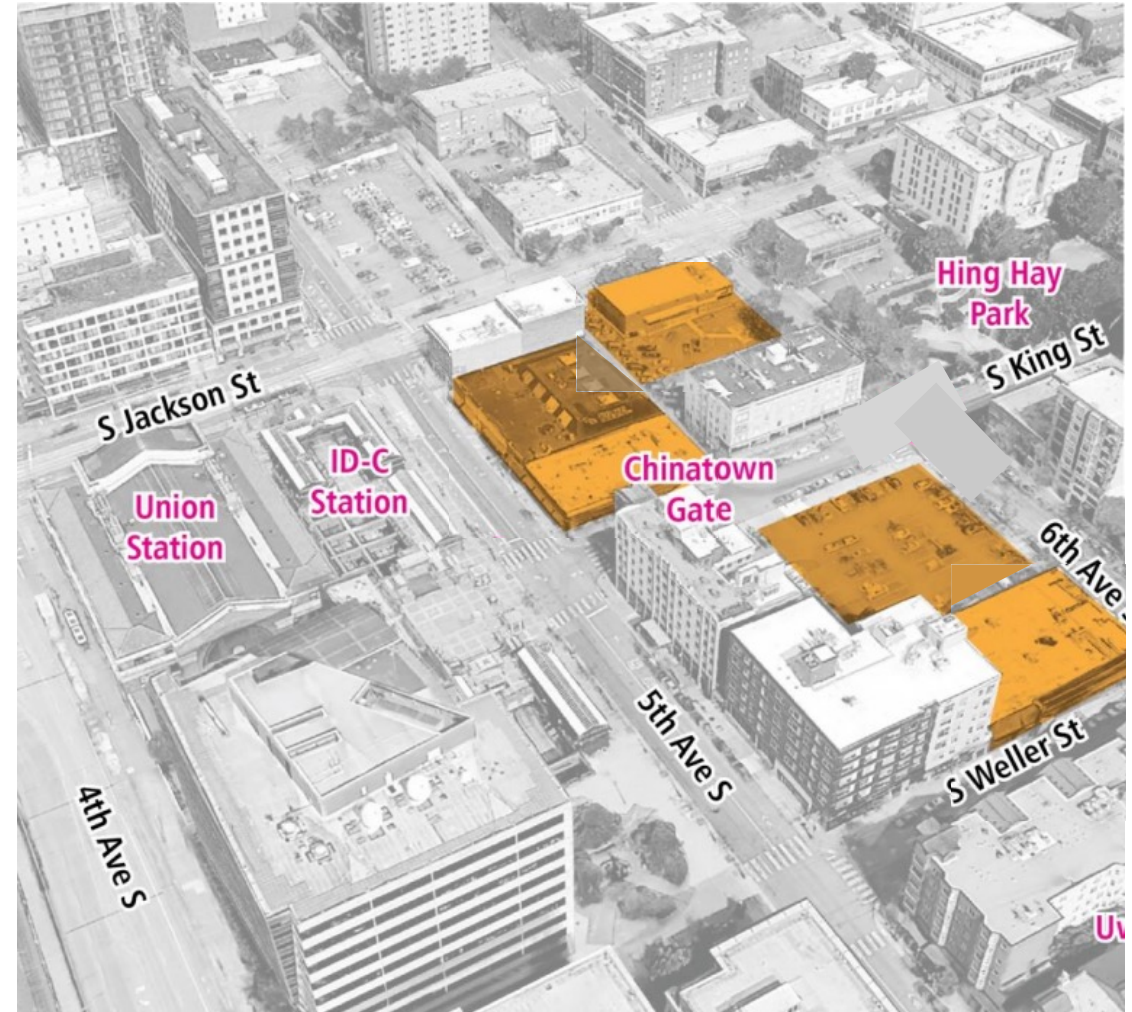 Hing Hay
Park
S King St
S Jackson St
ID-C
Station
Chinatown
Gate
Union
Station
6th Ave S
5th Ave S
S Weller St
4th Ave S